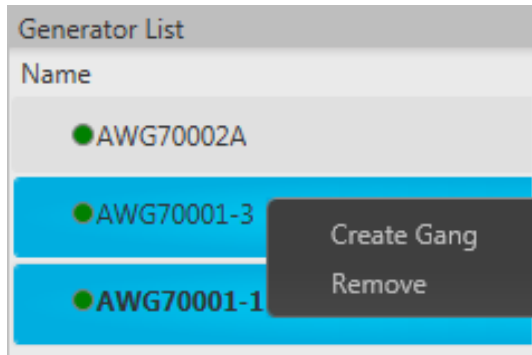 Generator List
Name
AWG70002A
AWG70001-3
Create Gang
Remove
AWG70001-1